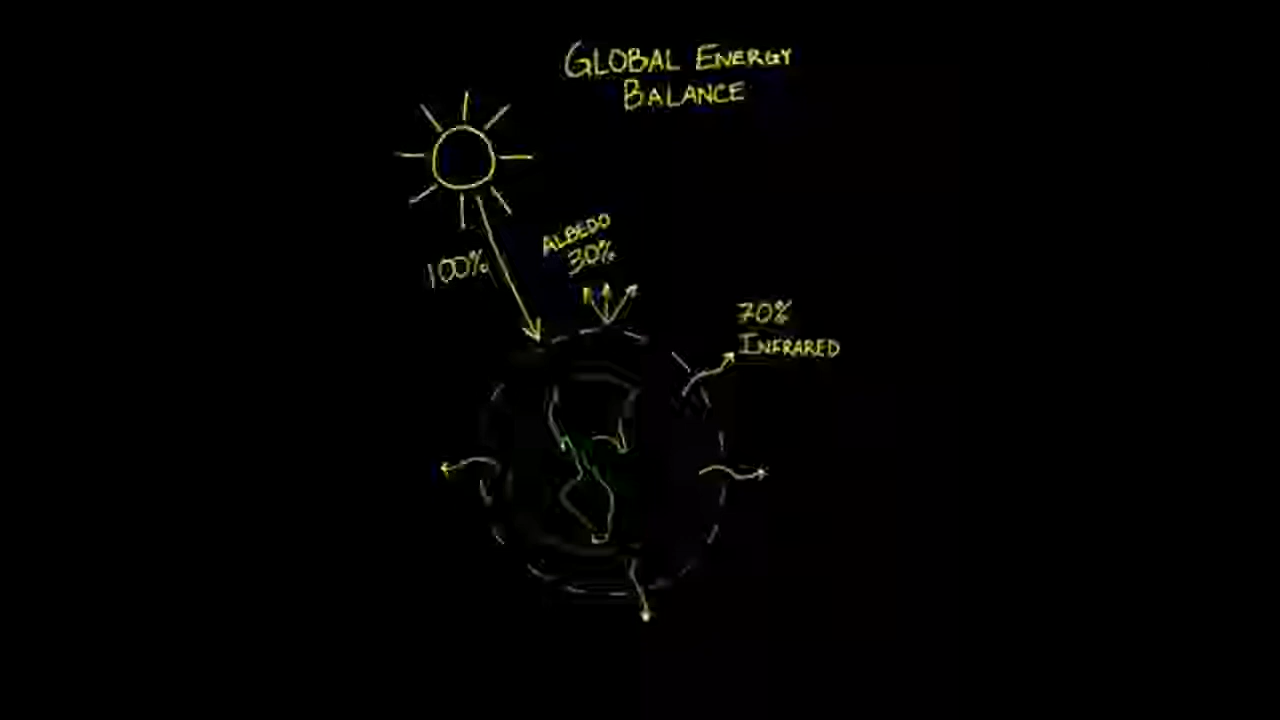 GLOBAL ENERGY
BALANCE
ALBEDO
30%
100%
70%
INFRARED